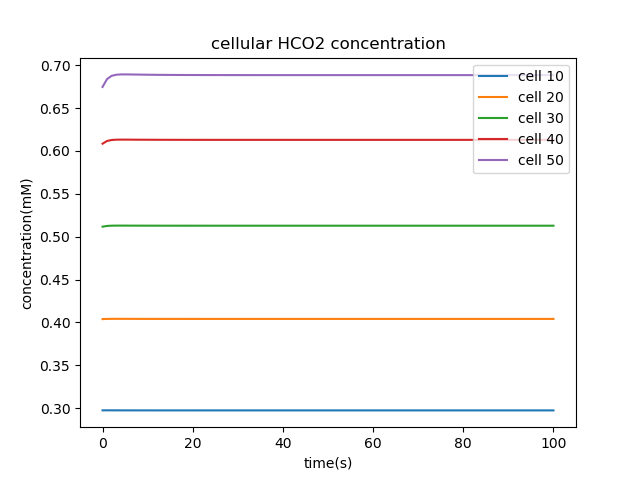 cellular HCO2 concentration
0.70
0.65
0.60
0.55
0.50
0.45
0.40
0.35
0.30
concentration(mM)
cell 10
cell 20
cell 30
cell 40
cell 50
0 20 40 60 80 100
time(s)